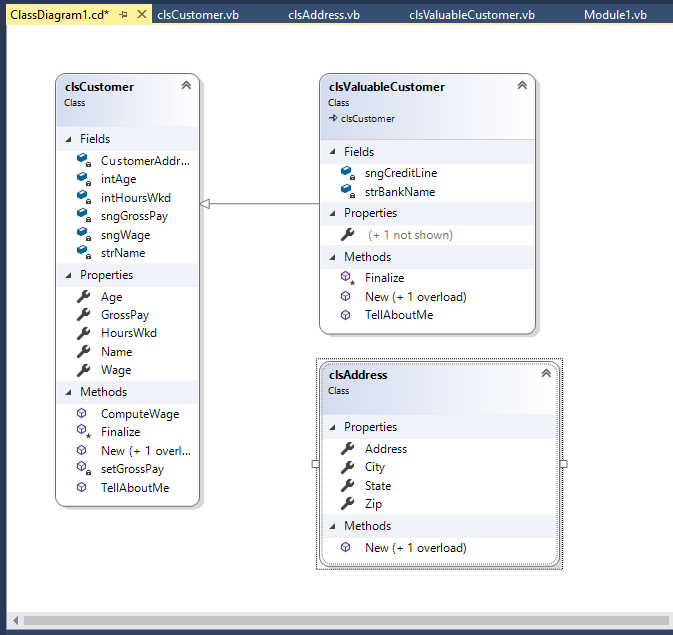 ClassDiagram1.cd*
clsCustomer.vb
clsAddress.vb
clsValuableCustomer.vb
Module1.vb
clsCustomer
Class
Fields
CustomerAddr...
intAge
intHoursWkd
sngGrossPay
sngWage
strName
Properties
Age
GrossPay
HoursWkd
Name
Wage
Methods
ComputeWage
Finalize
New (+ 1 overl...
setGrossPay
TellAboutMe
clsValuableCustomer
Class
clsCustomer
Fields
sngCreditLine
strBankName
Properties
(+ 1 not shown)
Methods
Finalize
New (+ 1 overload)
TellAboutMe
clsAddress
Class
Properties
Address
City
State
Zip
Methods
New (+ 1 overload)